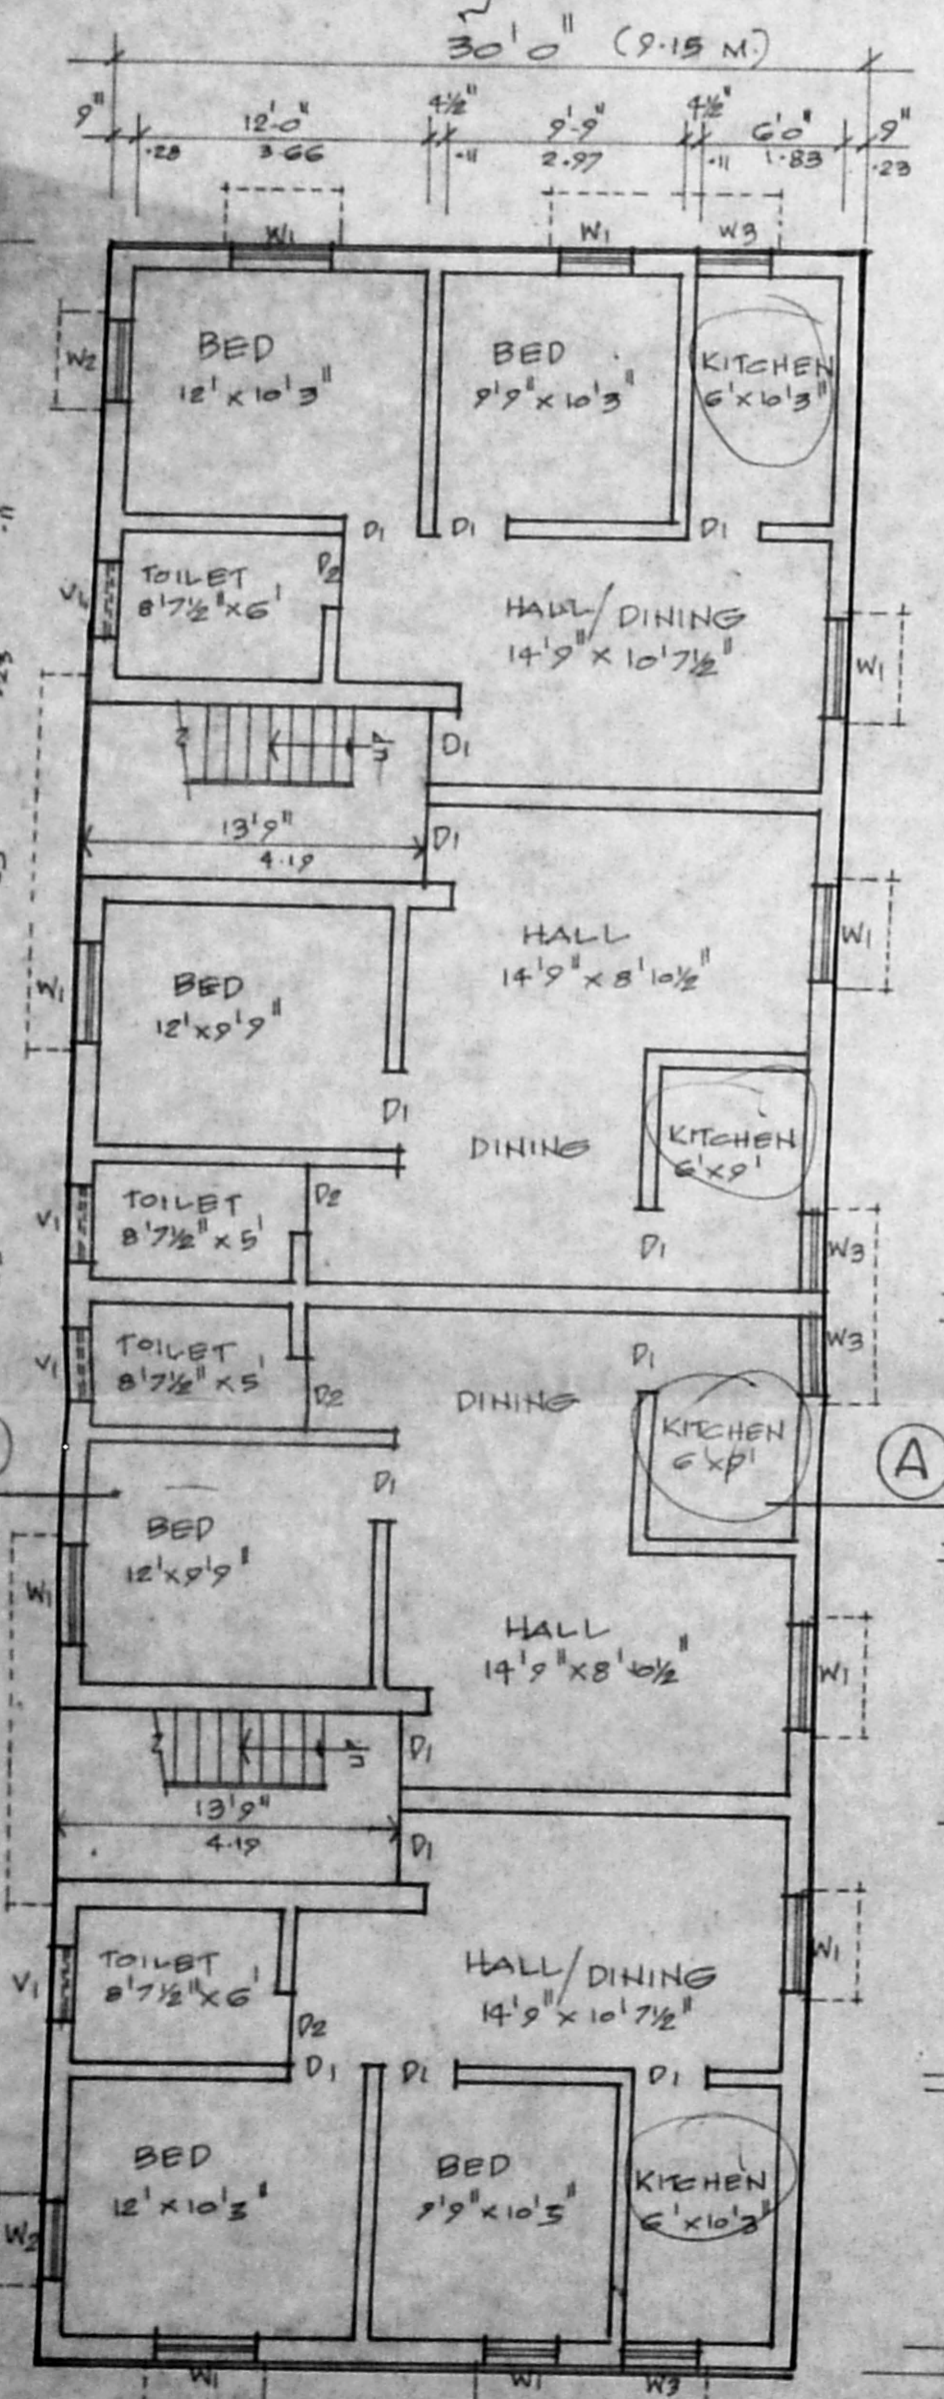 30'0" (9.15 M.)
9" 12'-0" 4½" 9'-9" 4½" 6'0" 9"
.23 3.66 .11 2.97 .11 1.83 .23
W1 W1 W3
W2
BED
12' x 10'3"
BED
9'9" x 10'3"
KITCHEN
6' x 10'3"
D1 D1 D1
V1
TOILET
8'7½" x 6'
D2
HALL/DINING
14'9" x 10'7½"
W1
UP
D1
13'9"
4.19
D1
HALL
14'9" x 8'10½"
W1
W1
BED
12' x 9'9"
D1
DINING
KITCHEN
6' x 9'
V1
TOILET
8'7½" x 5'
D2
D1
W3
V1
TOILET
8'7½" x 5'
D2
DINING
D1
W3
KITCHEN
6' x 9'
A
D1
W1
BED
12' x 9'9"
HALL
14'9" x 8'10½"
W1
UP
D1
13'9"
4.19
D1
V1
TOILET
8'7½" x 6'
D2
HALL/DINING
14'9" x 10'7½"
W1
D1 D1 D1
W2
BED
12' x 10'3"
BED
9'9" x 10'3"
KITCHEN
6' x 10'3"
W1 W1 W3